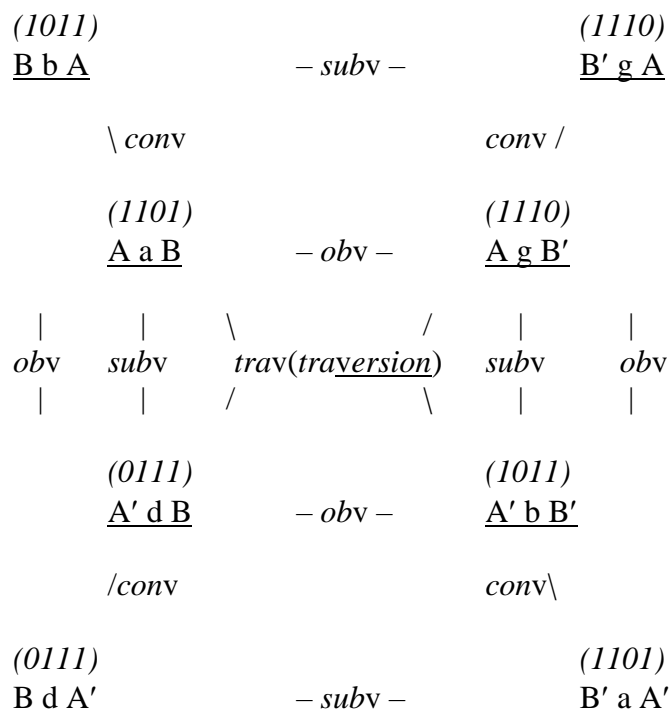 (1011) (1110)
B b A – subv – B′ g A
\ conv conv /
(1101) (1110)
A a B – obv – A g B′
| | \ / | |
obv subv trav(traversion) subv obv
| | / \ | |
(0111) (1011)
A′ d B – obv – A′ b B′
/conv conv\
(0111) (1101)
B d A′ – subv – B′ a A′